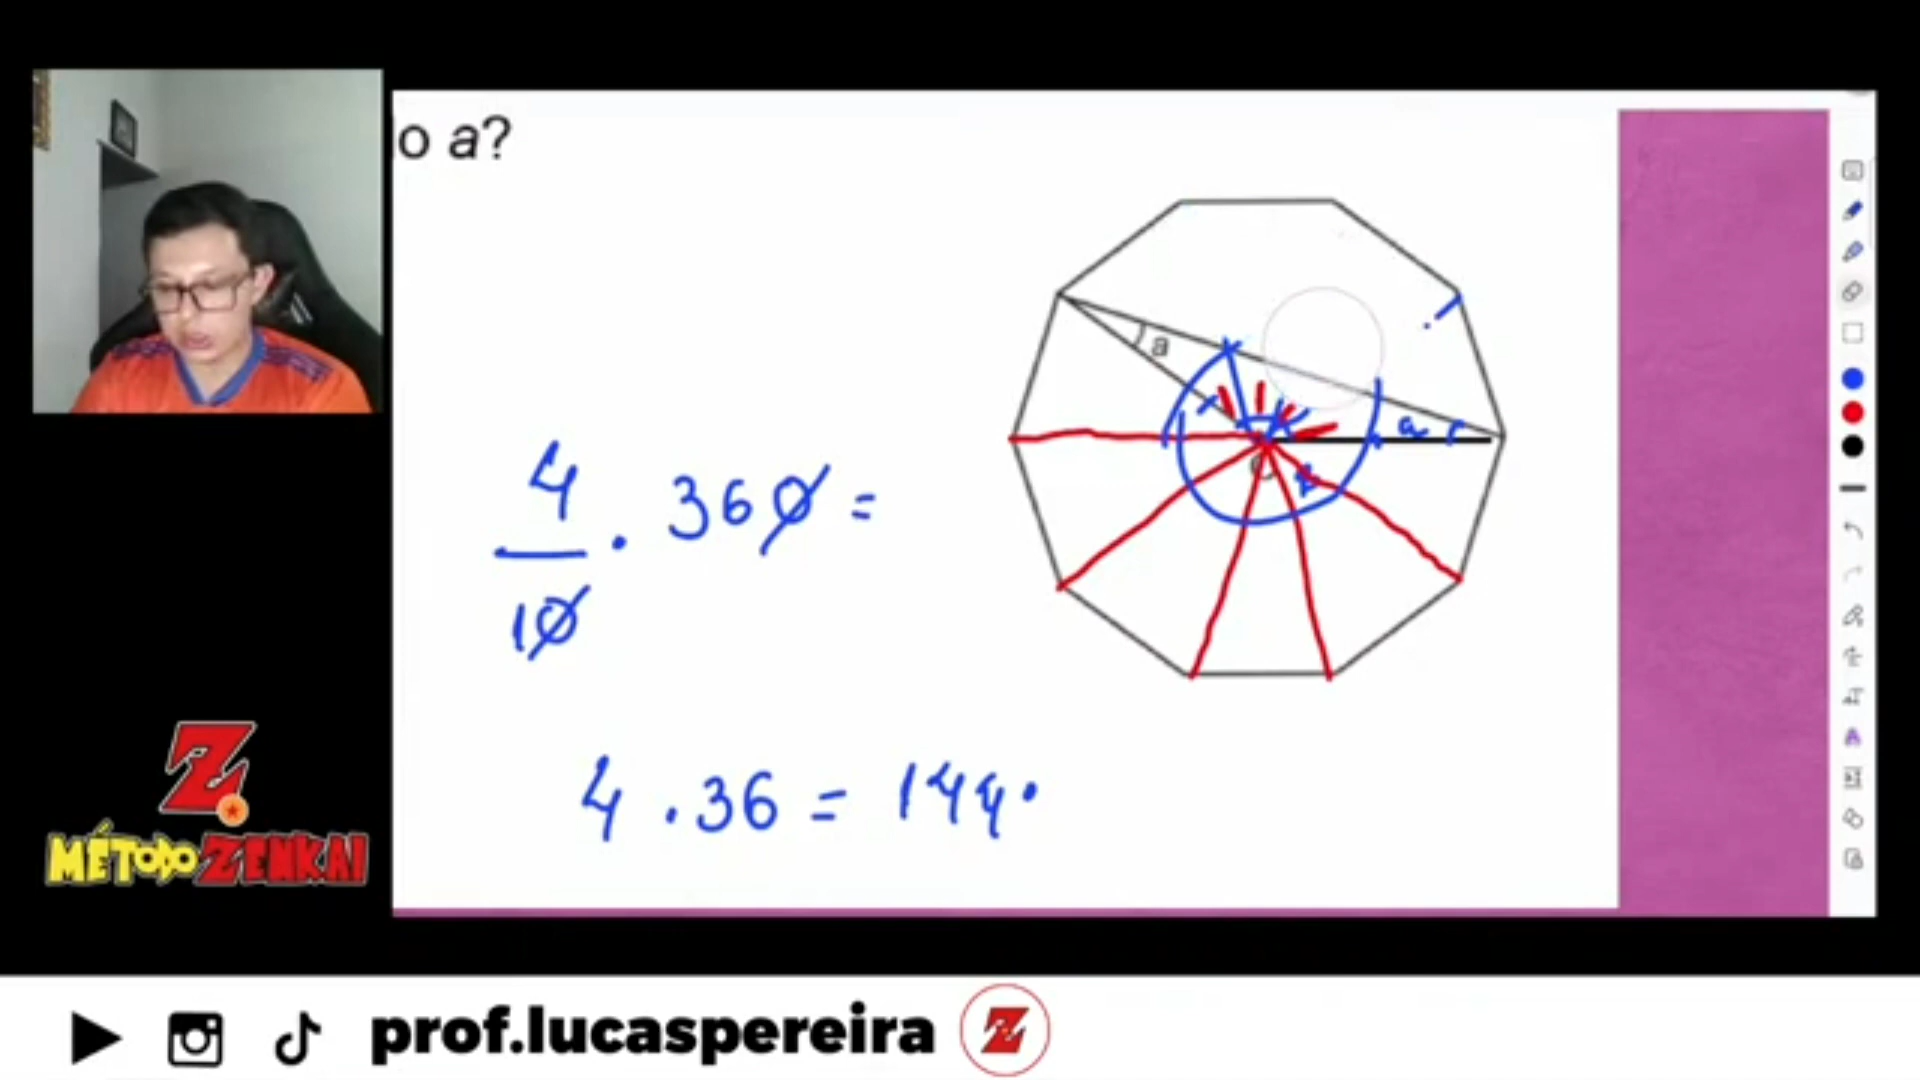 o a?
a
a
4/10 · 360 =
4 · 36 = 144°
Z
MÉTODO ZENKAI
prof.lucaspereira
Z